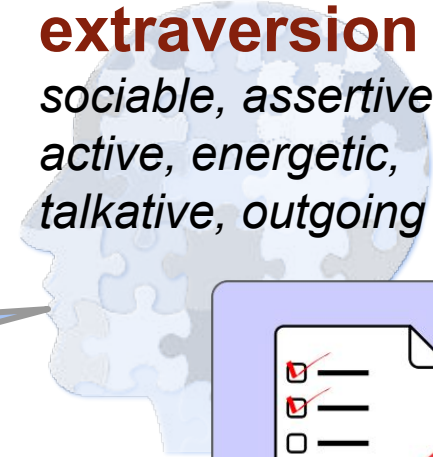 extraversion
sociable, assertive
active, energetic,
talkative, outgoing